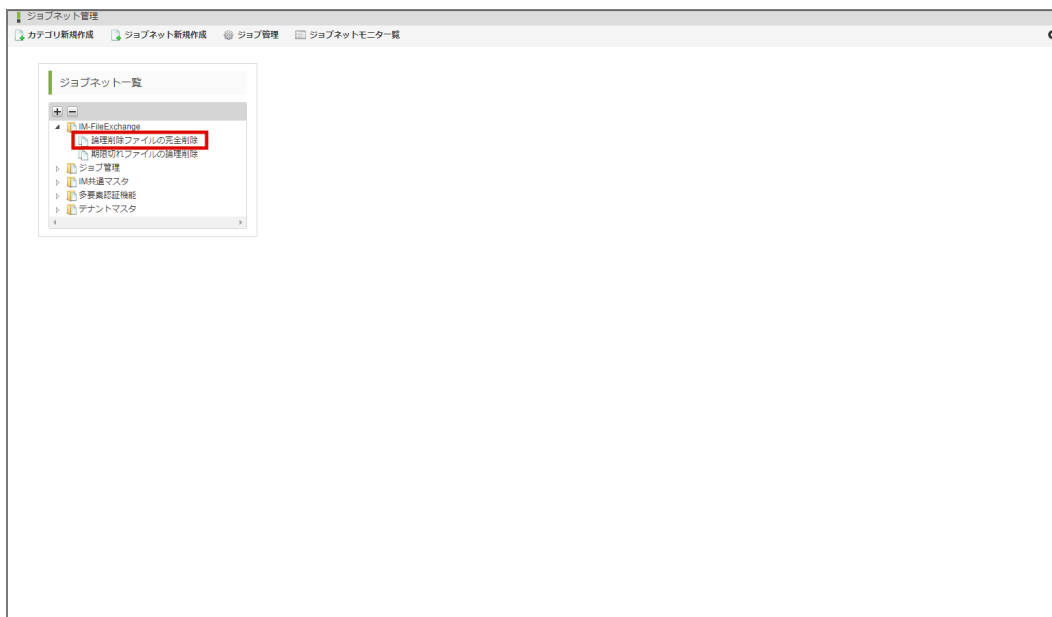 ジョブネット管理
カテゴリ新規作成 ジョブネット新規作成 ジョブ管理 ジョブネットモニタ一覧
ジョブネット一覧
IM-FileExchange
論理削除ファイルの完全削除
期限切れファイルの論理削除
ジョブ管理
IM共通マスタ
多要素認証機能
テナントマスタ